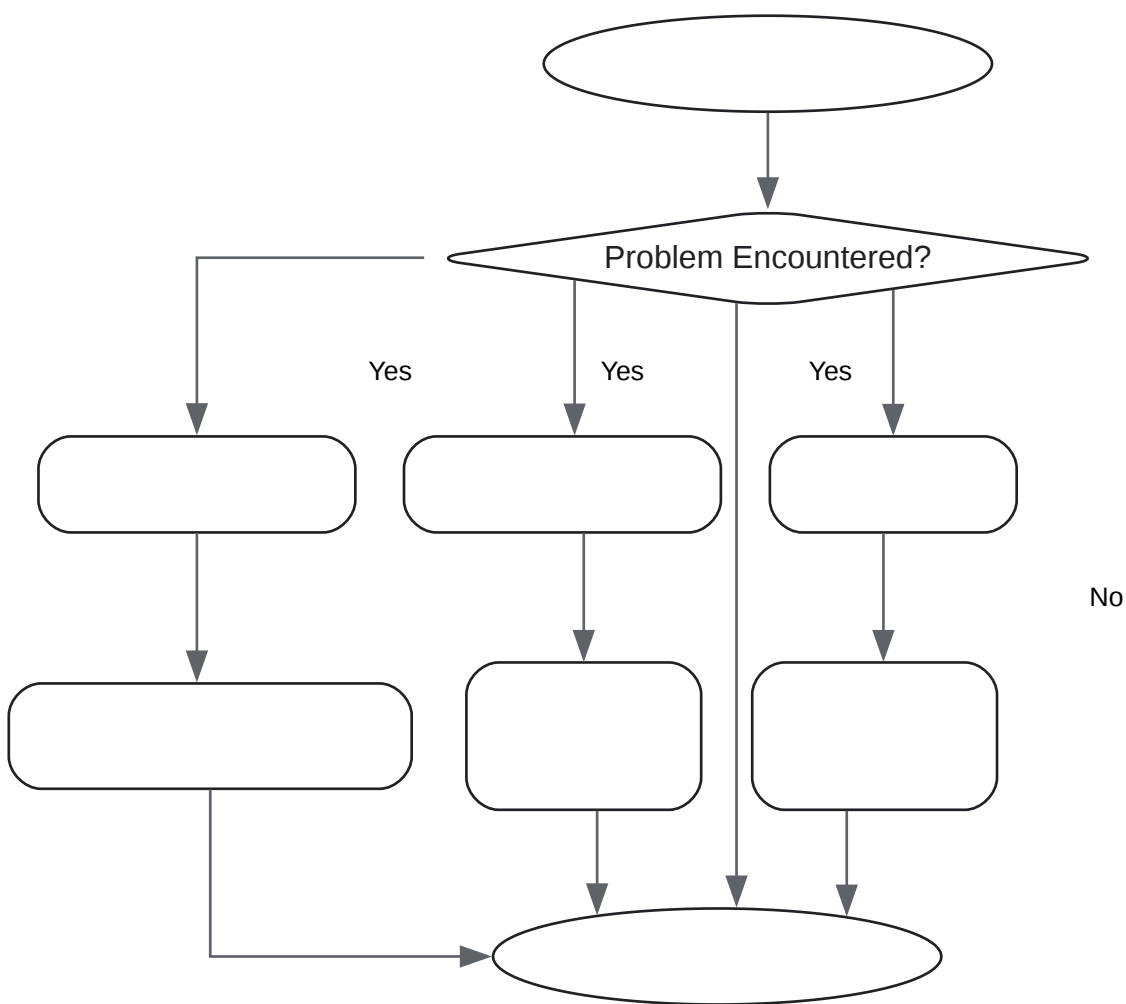 Problem Encountered?
Yes
Yes
Yes
No